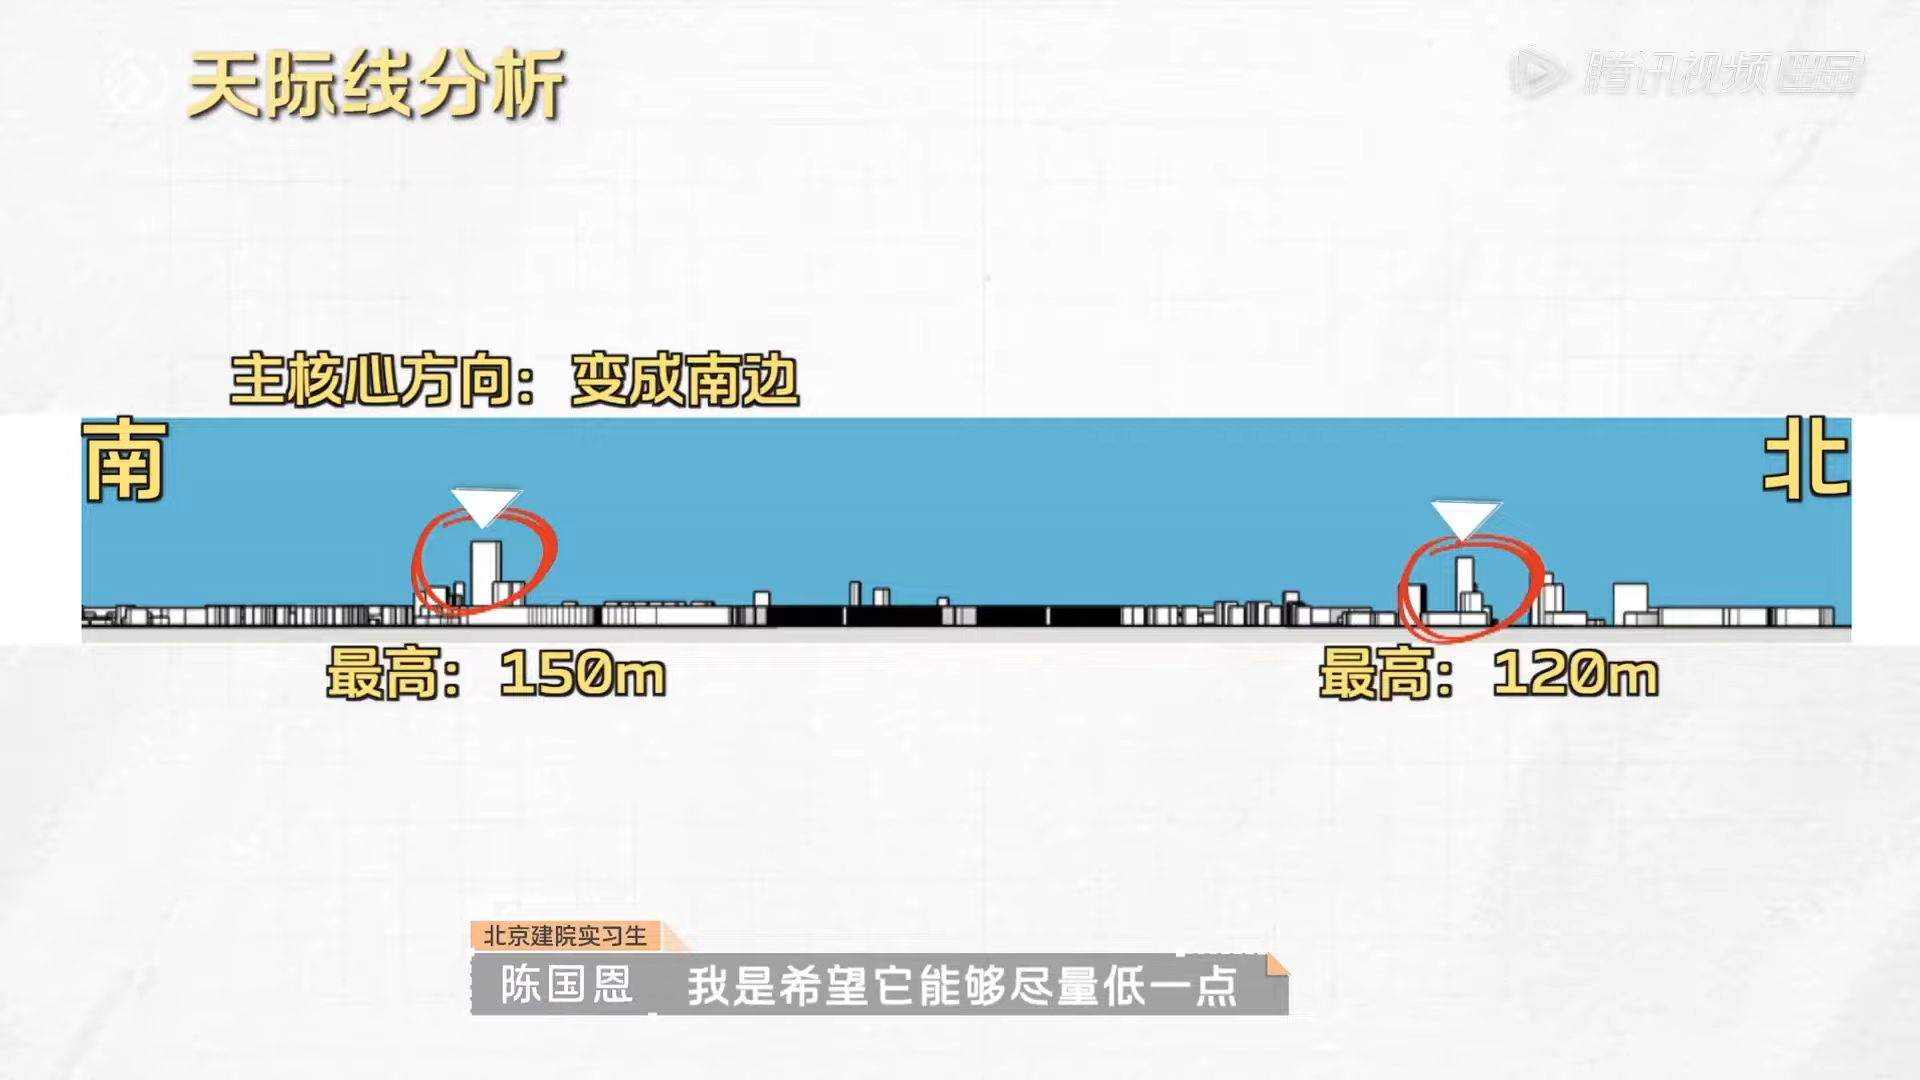 天际线分析
腾讯视频 出品
主核心方向：变成南边
南
北
最高：150m
最高：120m
北京建院实习生
陈国恩 我是希望它能够尽量低一点